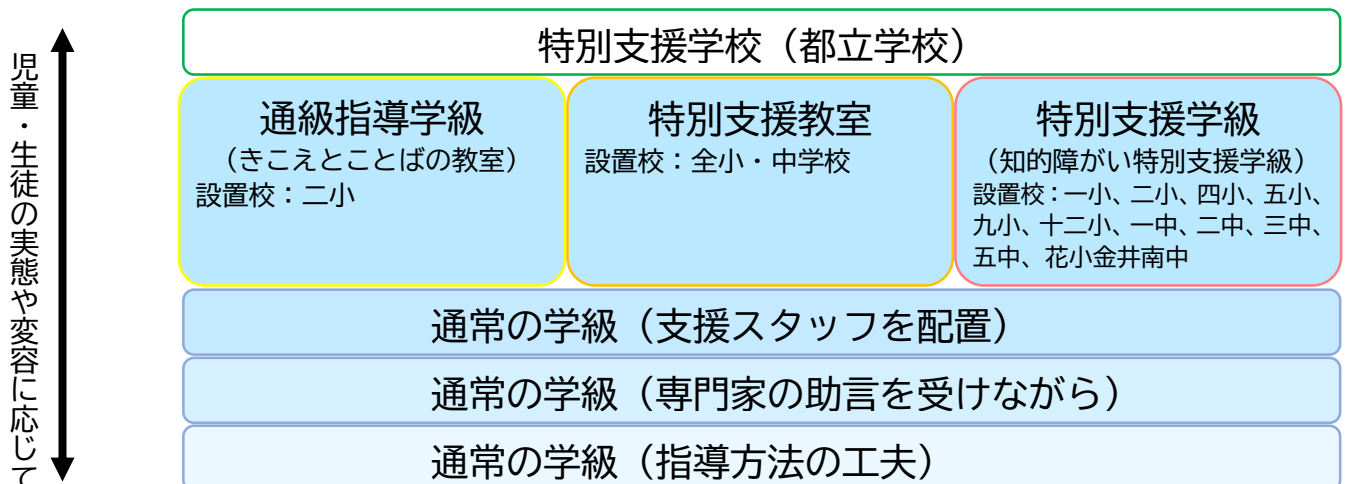 児童・生徒の実態や変容に応じて
特別支援学校（都立学校）
通級指導学級
（きこえとことばの教室）
設置校：二小
特別支援教室
設置校：全小・中学校
特別支援学級
（知的障がい特別支援学級）
設置校：一小、二小、四小、五小、
九小、十二小、一中、二中、三中、
五中、花小金井南中
通常の学級（支援スタッフを配置）
通常の学級（専門家の助言を受けながら）
通常の学級（指導方法の工夫）